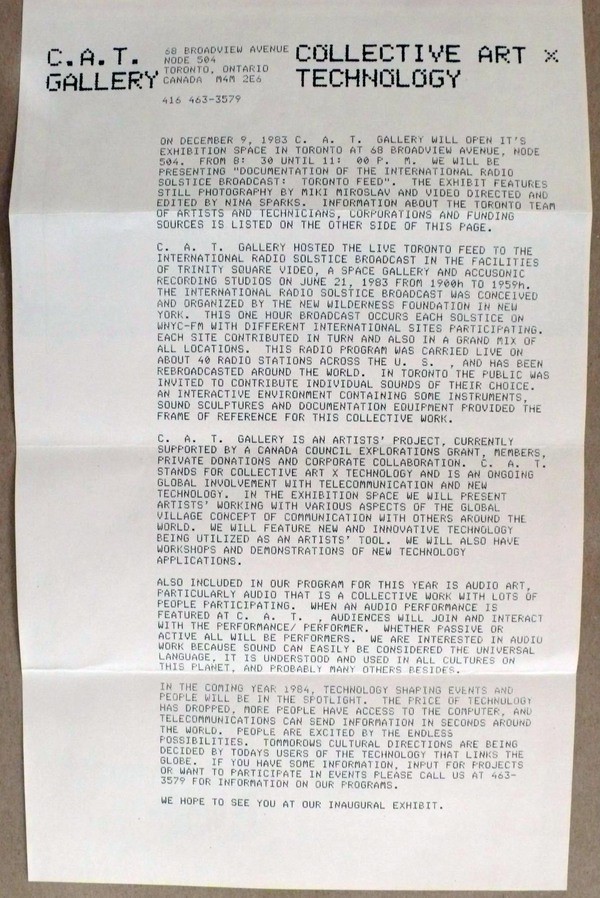 C.A.T.
GALLERY
68 BROADVIEW AVENUE
NODE 504
TORONTO, ONTARIO
CANADA M4M 2E6
416 463-3579
COLLECTIVE ART X
TECHNOLOGY
ON DECEMBER 9, 1983 C. A. T. GALLERY WILL OPEN IT'S
EXHIBITION SPACE IN TORONTO AT 68 BROADVIEW AVENUE, NODE
504. FROM 8: 30 UNTIL 11: 00 P. M. WE WILL BE
PRESENTING "DOCUMENTATION OF THE INTERNATIONAL RADIO
SOLSTICE BROADCAST: TORONTO FEED". THE EXHIBIT FEATURES
STILL PHOTOGRAPHY BY MIKI MIROSLAV AND VIDEO DIRECTED AND
EDITED BY NINA SPARKS. INFORMATION ABOUT THE TORONTO TEAM
OF ARTISTS AND TECHNICIANS, CORPORATIONS AND FUNDING
SOURCES IS LISTED ON THE OTHER SIDE OF THIS PAGE.
C. A. T. GALLERY HOSTED THE LIVE TORONTO FEED TO THE
INTERNATIONAL RADIO SOLSTICE BROADCAST IN THE FACILITIES
OF TRINITY SQUARE VIDEO, A SPACE GALLERY AND ACCUSONIC
RECORDING STUDIOS ON JUNE 21, 1983 FROM 1900h TO 1959h.
THE INTERNATIONAL RADIO SOLSTICE BROADCAST WAS CONCEIVED
AND ORGANIZED BY THE NEW WILDERNESS FOUNDATION IN NEW
YORK. THIS ONE HOUR BROADCAST OCCURS EACH SOLSTICE ON
WNYC-FM WITH DIFFERENT INTERNATIONAL SITES PARTICIPATING.
EACH SITE CONTRIBUTED IN TURN AND ALSO IN A GRAND MIX OF
ALL LOCATIONS. THIS RADIO PROGRAM WAS CARRIED LIVE ON
ABOUT 40 RADIO STATIONS ACROSS THE U. S. , AND HAS BEEN
REBROADCASTED AROUND THE WORLD. IN TORONTO THE PUBLIC WAS
INVITED TO CONTRIBUTE INDIVIDUAL SOUNDS OF THEIR CHOICE.
AN INTERACTIVE ENVIRONMENT CONTAINING SOME INSTRUMENTS,
SOUND SCULPTURES AND DOCUMENTATION EQUIPMENT PROVIDED THE
FRAME OF REFERENCE FOR THIS COLLECTIVE WORK.
C. A. T. GALLERY IS AN ARTISTS' PROJECT, CURRENTLY
SUPPORTED BY A CANADA COUNCIL EXPLORATIONS GRANT, MEMBERS,
PRIVATE DONATIONS AND CORPORATE COLLABORATION. C. A. T.
STANDS FOR COLLECTIVE ART X TECHNOLOGY AND IS AN ONGOING
GLOBAL INVOLVEMENT WITH TELECOMMUNICATION AND NEW
TECHNOLOGY. IN THE EXHIBITION SPACE WE WILL PRESENT
ARTISTS' WORKING WITH VARIOUS ASPECTS OF THE GLOBAL
VILLAGE CONCEPT OF COMMUNICATION WITH OTHERS AROUND THE
WORLD. WE WILL FEATURE NEW AND INNOVATIVE TECHNOLOGY
BEING UTILIZED AS AN ARTISTS' TOOL. WE WILL ALSO HAVE
WORKSHOPS AND DEMONSTRATIONS OF NEW TECHNOLOGY
APPLICATIONS.
ALSO INCLUDED IN OUR PROGRAM FOR THIS YEAR IS AUDIO ART,
PARTICULARLY AUDIO THAT IS A COLLECTIVE WORK WITH LOTS OF
PEOPLE PARTICIPATING. WHEN AN AUDIO PERFORMANCE IS
FEATURED AT C. A. T. , AUDIENCES WILL JOIN AND INTERACT
WITH THE PERFORMANCE/ PERFORMER. WHETHER PASSIVE OR
ACTIVE ALL WILL BE PERFORMERS. WE ARE INTERESTED IN AUDIO
WORK BECAUSE SOUND CAN EASILY BE CONSIDERED THE UNIVERSAL
LANGUAGE, IT IS UNDERSTOOD AND USED IN ALL CULTURES ON
THIS PLANET, AND PROBABLY MANY OTHERS BESIDES.
IN THE COMING YEAR 1984, TECHNOLOGY SHAPING EVENTS AND
PEOPLE WILL BE IN THE SPOTLIGHT. THE PRICE OF TECHNOLOGY
HAS DROPPED, MORE PEOPLE HAVE ACCESS TO THE COMPUTER, AND
TELECOMMUNICATIONS CAN SEND INFORMATION IN SECONDS AROUND
THE WORLD. PEOPLE ARE EXCITED BY THE ENDLESS
POSSIBILITIES. TOMMOROWS CULTURAL DIRECTIONS ARE BEING
DECIDED BY TODAYS USERS OF THE TECHNOLOGY THAT LINKS THE
GLOBE. IF YOU HAVE SOME INFORMATION, INPUT FOR PROJECTS
OR WANT TO PARTICIPATE IN EVENTS PLEASE CALL US AT 463-
3579 FOR INFORMATION ON OUR PROGRAMS.
WE HOPE TO SEE YOU AT OUR INAUGURAL EXHIBIT.